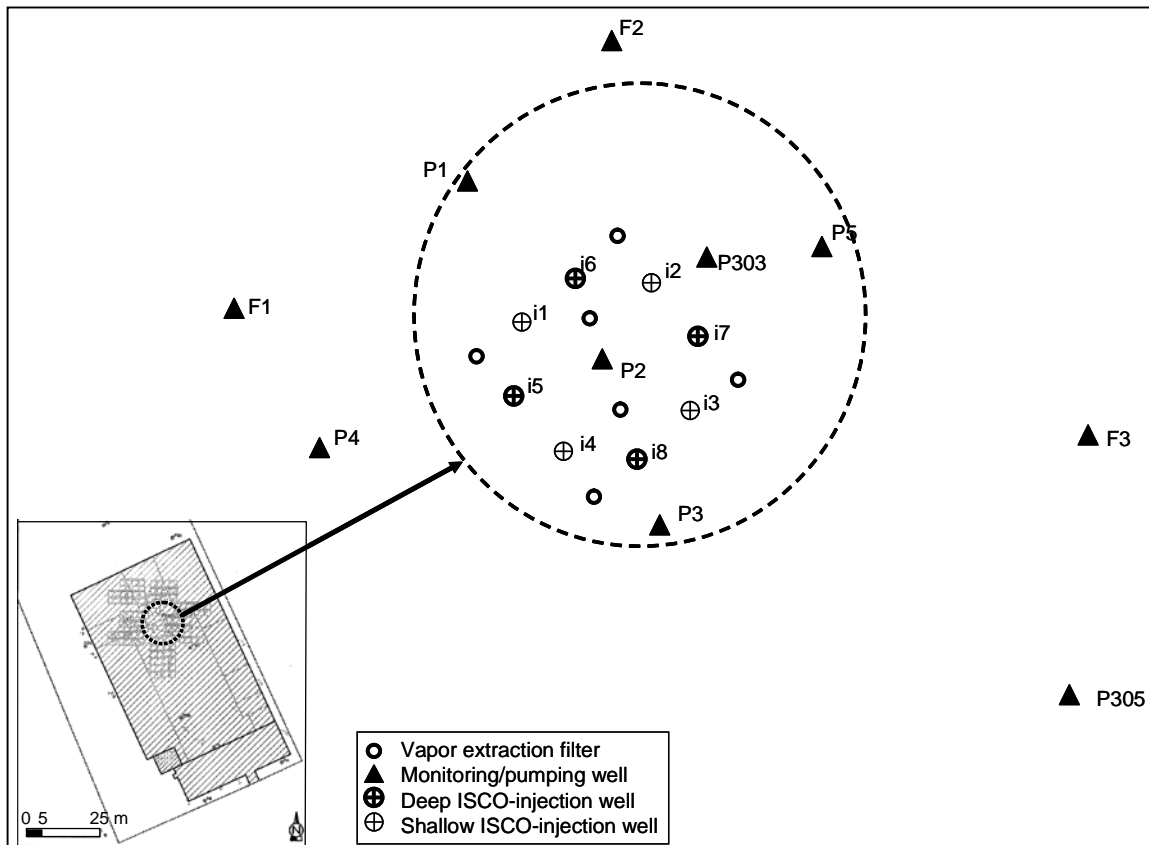 F2
P1
P5
i6
i2
P303
F1
i1
i7
P2
i5
i3
P4
i4
i8
F3
P3
P305
Vapor extraction filter
Monitoring/pumping well
Deep ISCO-injection well
Shallow ISCO-injection well
0 5 25 m
N